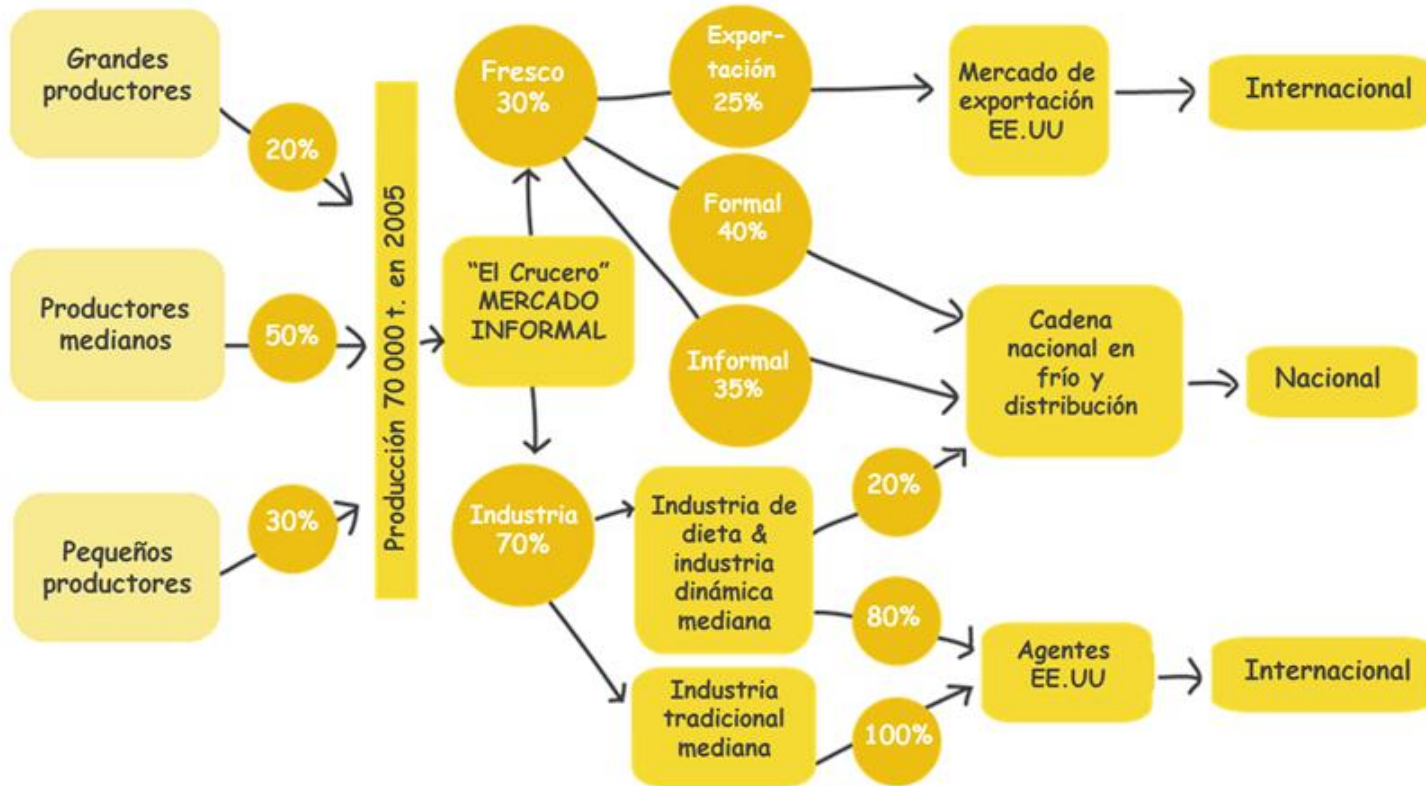 Grandes
productores
20%
Productores
medianos
50%
Pequeños
productores
30%
Producción 70 000 t. en 2005
"El Crucero"
MERCADO
INFORMAL
Fresco
30%
Industria
70%
Expor-
tación
25%
Formal
40%
Informal
35%
Industria de
dieta &
industria
dinámica
mediana
Industria
tradicional
mediana
20%
80%
100%
Mercado de
exportación
EE.UU
Cadena
nacional en
frío y
distribución
Agentes
EE.UU
Internacional
Nacional
Internacional